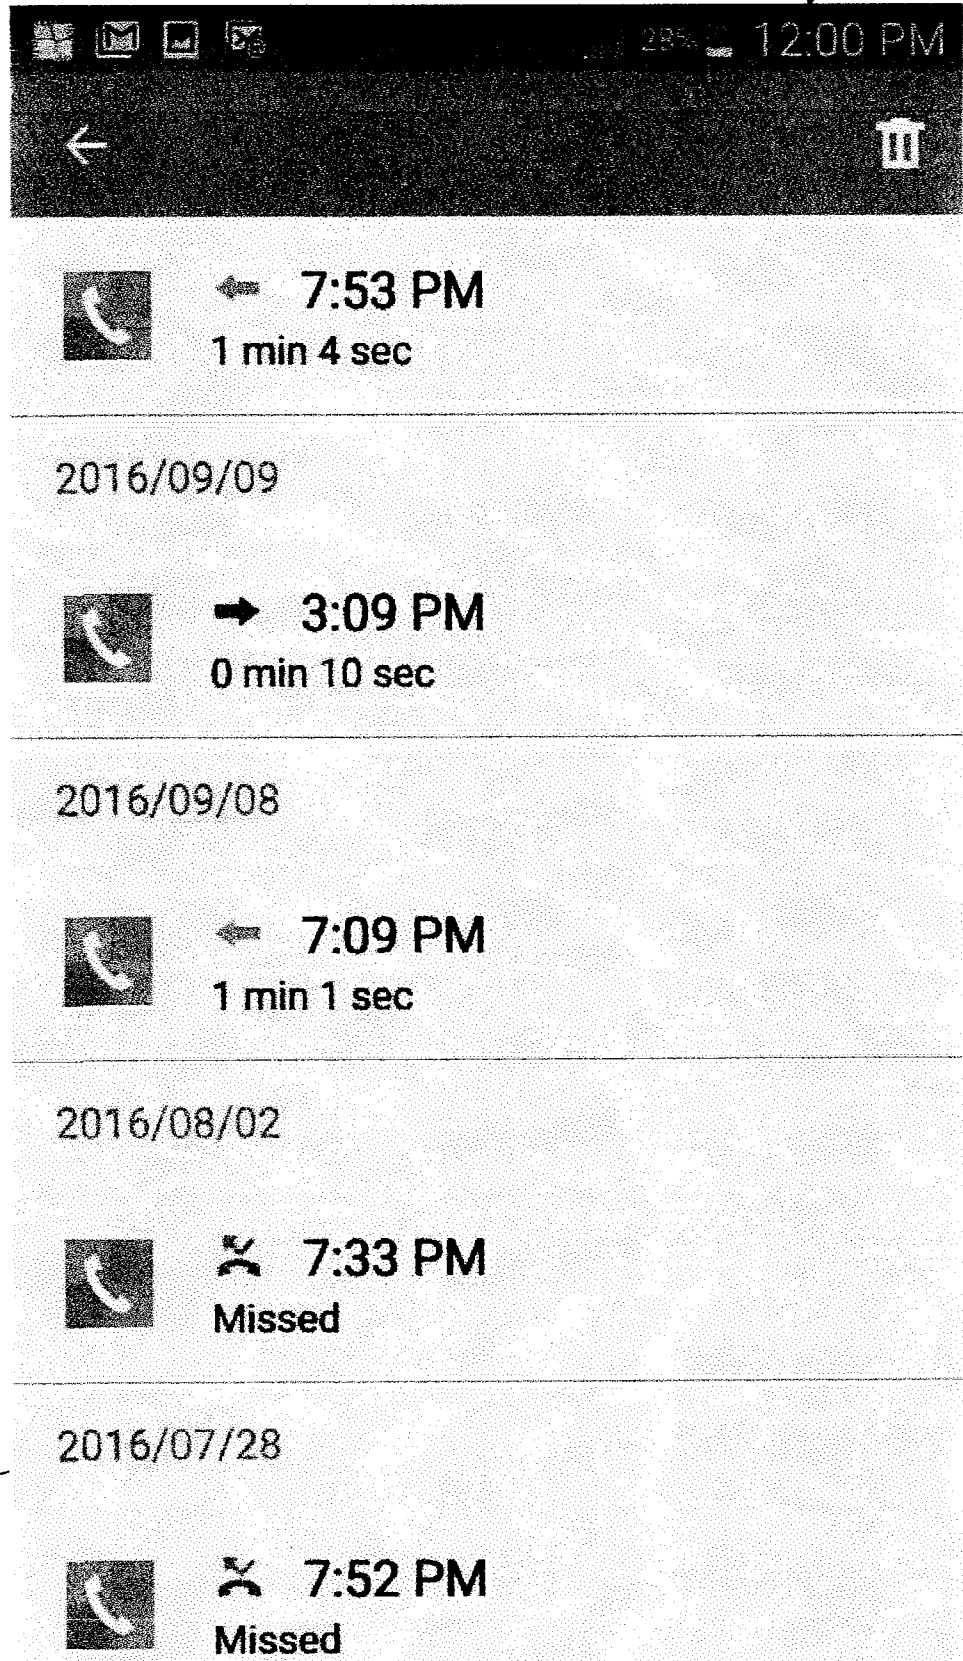 28% 12:00 PM
7:53 PM
1 min 4 sec
2016/09/09
3:09 PM
0 min 10 sec
2016/09/08
7:09 PM
1 min 1 sec
2016/08/02
7:33 PM
Missed
2016/07/28
7:52 PM
Missed